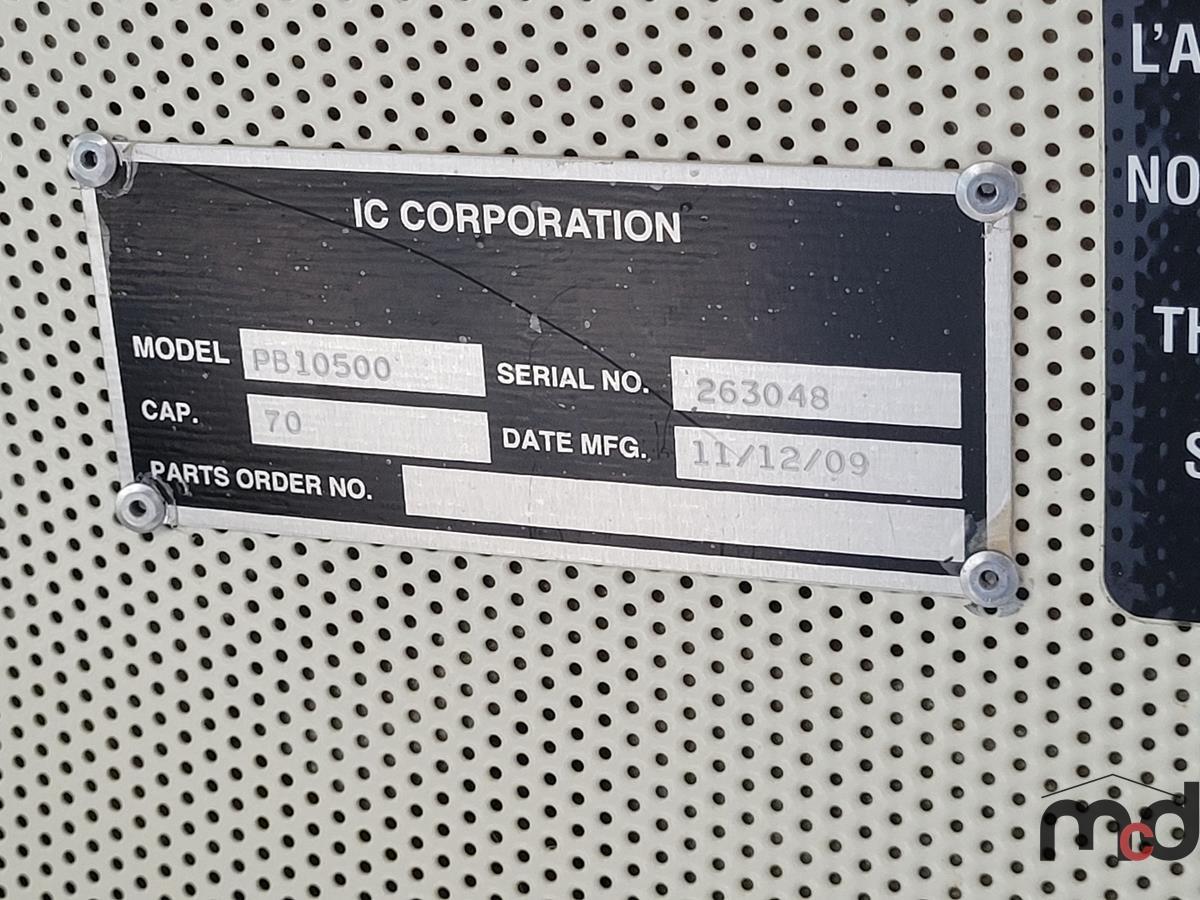 IC CORPORATION
MODEL PB10500 SERIAL NO. 263048
CAP. 70 DATE MFG. 11/12/09
PARTS ORDER NO.
L'A
NO
TH
S
mcd